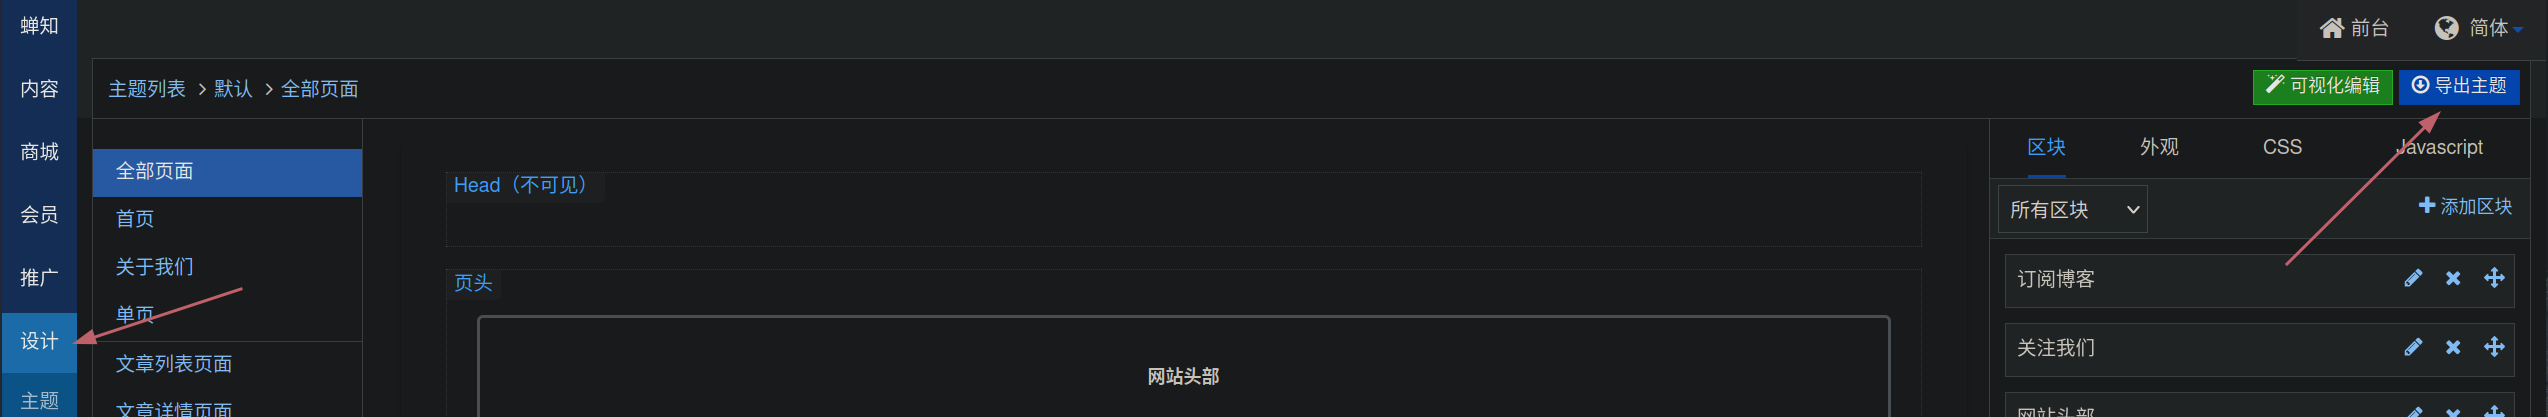 蝉知
内容
商城
会员
推广
设计
主题
前台
简体
主题列表 > 默认 > 全部页面
可视化编辑
导出主题
全部页面
首页
关于我们
单页
文章列表页面
文章详情页面
Head（不可见）
页头
网站头部
区块 外观 CSS Javascript
所有区块
添加区块
订阅博客
关注我们
网站头部